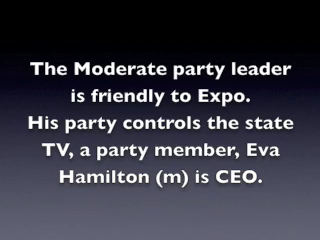 The Moderate party leader
is friendly to Expo.
His party controls the state
TV, a party member, Eva
Hamilton (m) is CEO.